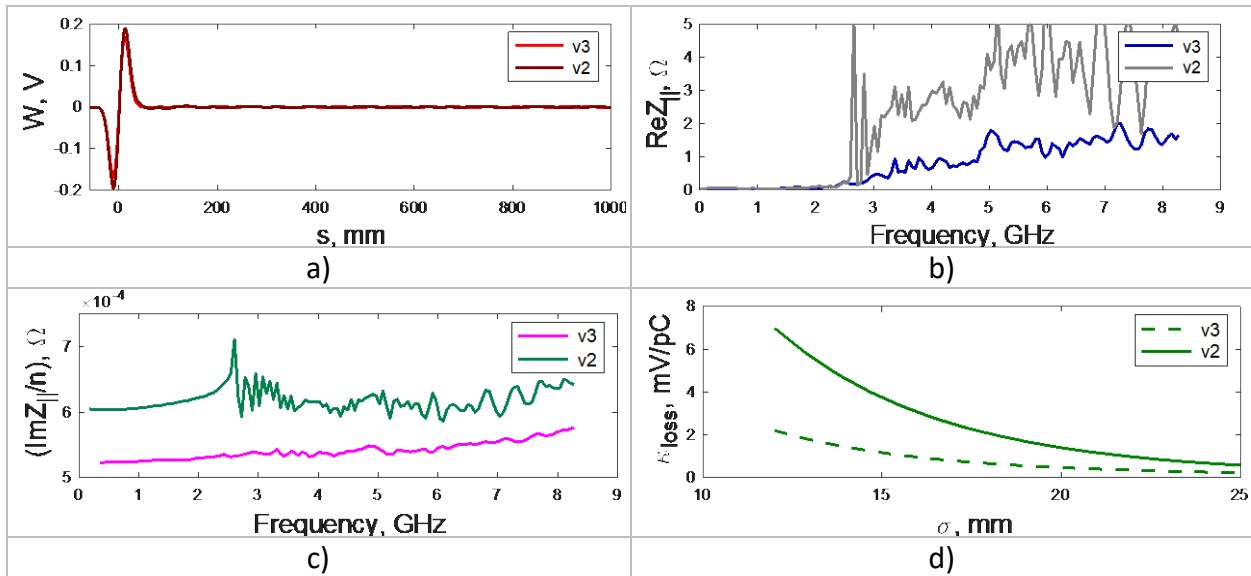 W, V
0.2
0.1
0
-0.1
-0.2
v3
v2
0
200
400
600
800
1000
s, mm
a)
ReZ||, Ω
5
4
3
2
1
0
v3
v2
0 1 2 3 4 5 6 7 8 9
Frequency, GHz
b)
×10⁻⁴
(ImZ||/n), Ω
7
6
5
v3
v2
0 1 2 3 4 5 6 7 8 9
Frequency, GHz
c)
κloss, mV/pC
8
6
4
2
0
v3
v2
10 15 20 25
σ, mm
d)